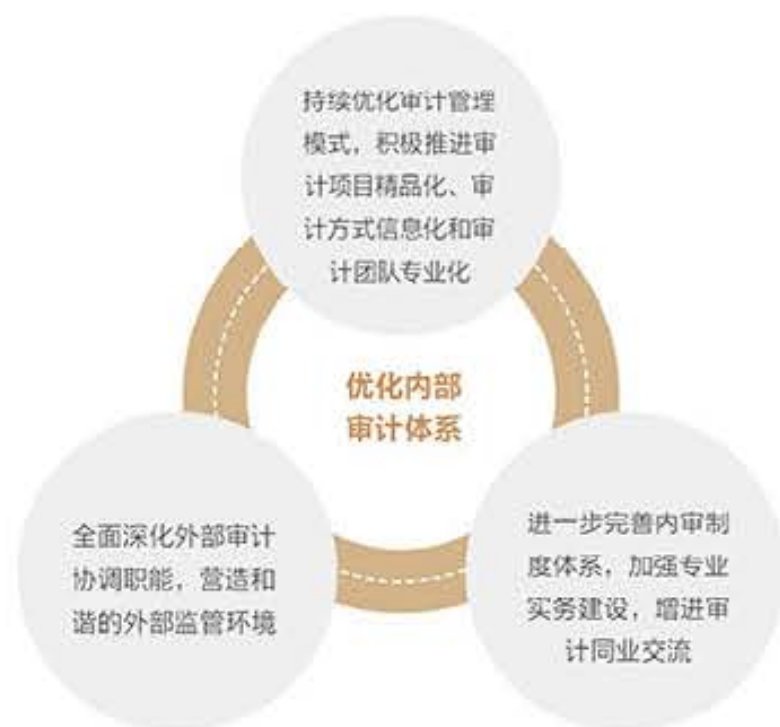 持续优化审计管理
模式，积极推进审
计项目精品化、审
计方式信息化和审
计团队专业化
优化内部
审计体系
全面深化外部审计
协调职能，营造和
谐的外部监管环境
进一步完善内审制
度体系，加强专业
实务建设，增进审
计同业交流